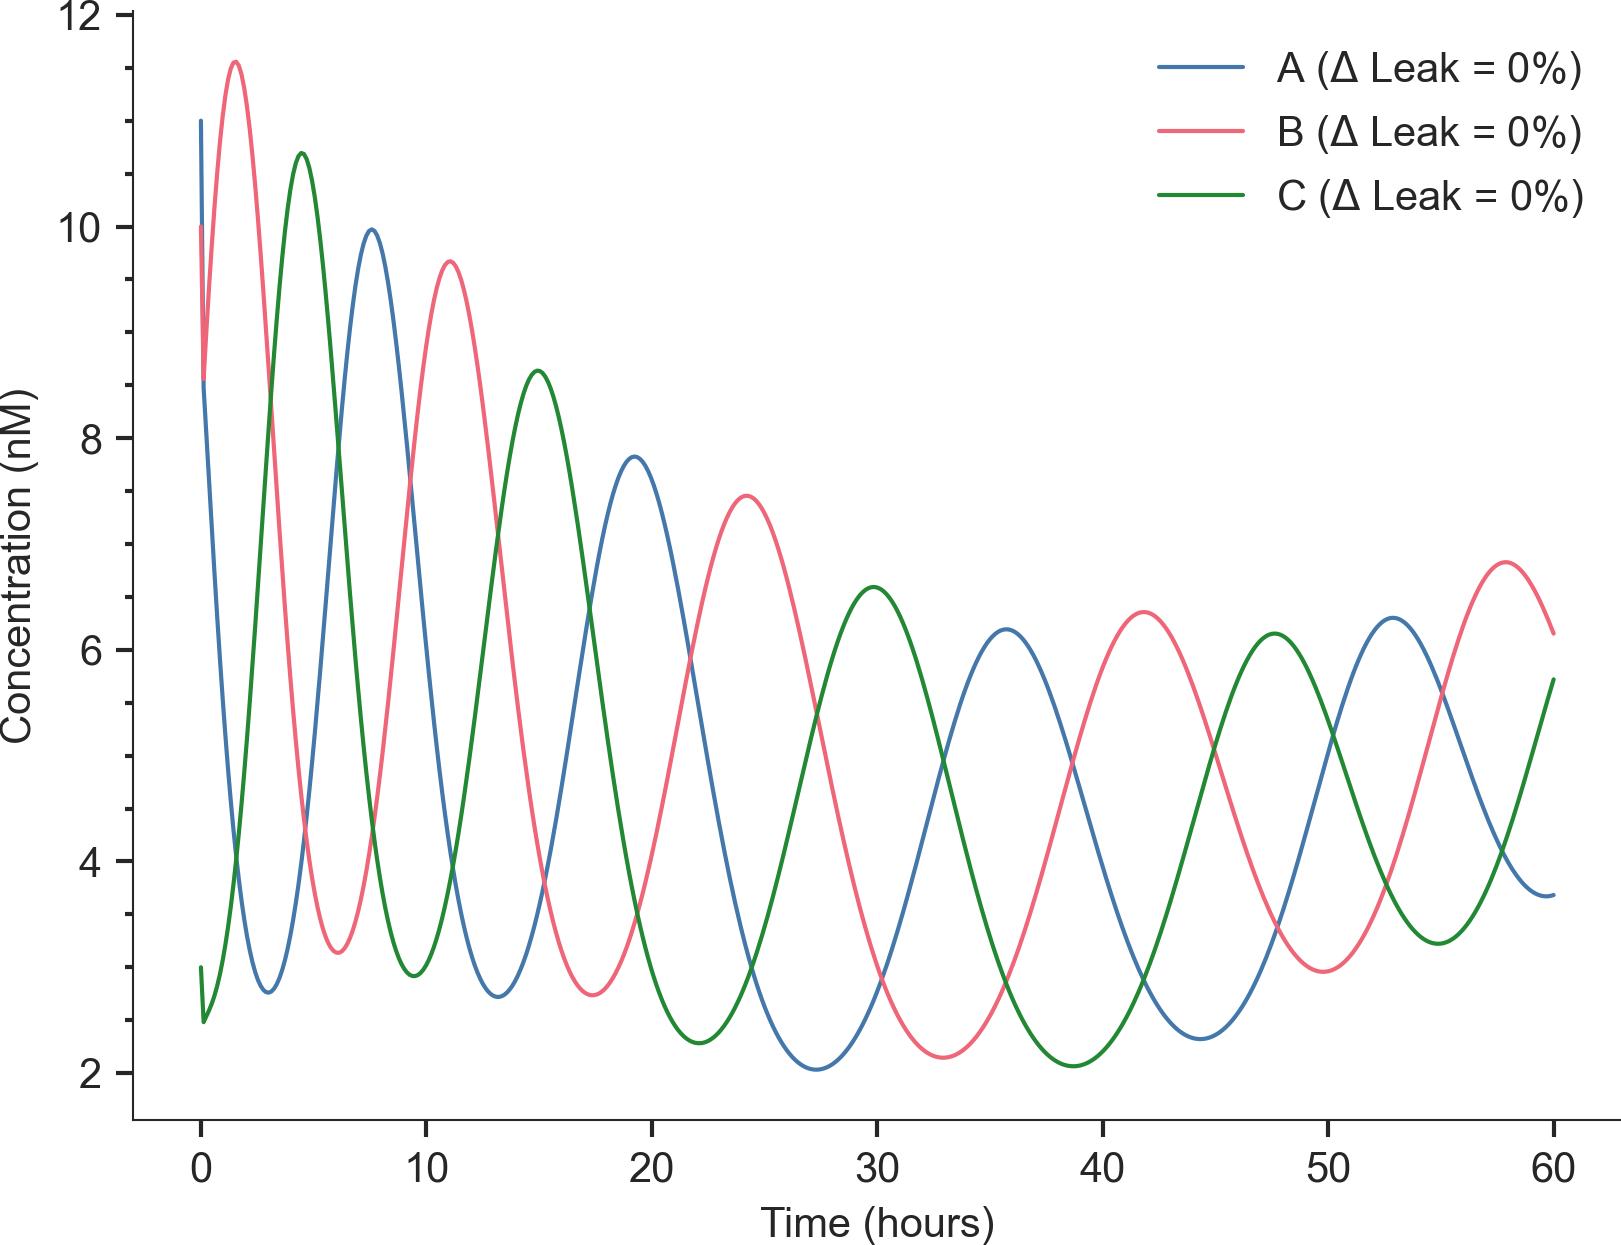 12
10
8
6
4
2
Concentration (nM)
A (Δ Leak = 0%)
B (Δ Leak = 0%)
C (Δ Leak = 0%)
0 10 20 30 40 50 60
Time (hours)